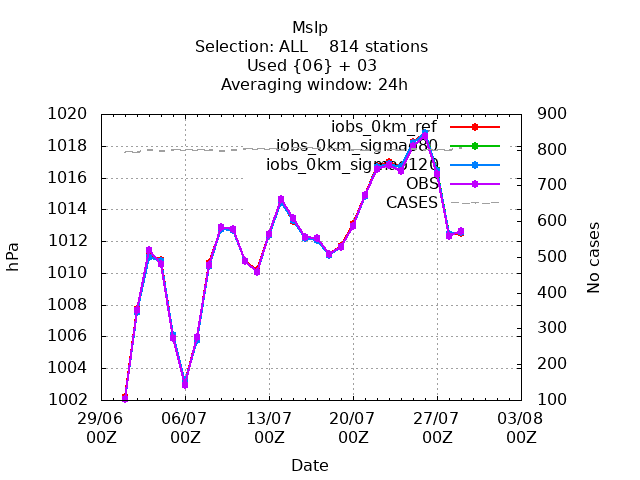 Mslp
Selection: ALL 814 stations
Used {06} + 03
Averaging window: 24h
1020
1018
1016
1014
1012
1010
1008
1006
1004
1002
hPa
900
800
700
600
500
400
300
200
100
No cases
iobs_0km_ref
iobs_0km_sigmap80
iobs_0km_sigmap120
OBS
CASES
29/06 06/07 13/07 20/07 27/07 03/08
00Z 00Z 00Z 00Z 00Z 00Z
Date